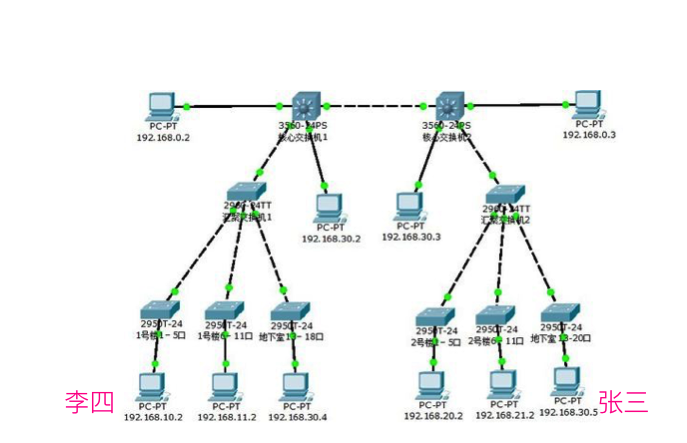 PC-PT
192.168.0.2
3560-24PS
核心交换机1
3560-24PS
核心交换机2
PC-PT
192.168.0.3
2960-24TT
汇聚交换机1
PC-PT
192.168.30.2
PC-PT
192.168.30.3
2960-24TT
汇聚交换机2
2950T-24
1号楼1-5口
2950T-24
1号楼6-11口
2950T-24
地下室13-18口
2950T-24
2号楼1-5口
2950T-24
2号楼6-11口
2950T-24
地下室13-20口
李四
PC-PT
192.168.10.2
PC-PT
192.168.11.2
PC-PT
192.168.30.4
PC-PT
192.168.20.2
PC-PT
192.168.21.2
PC-PT
192.168.30.5
张三